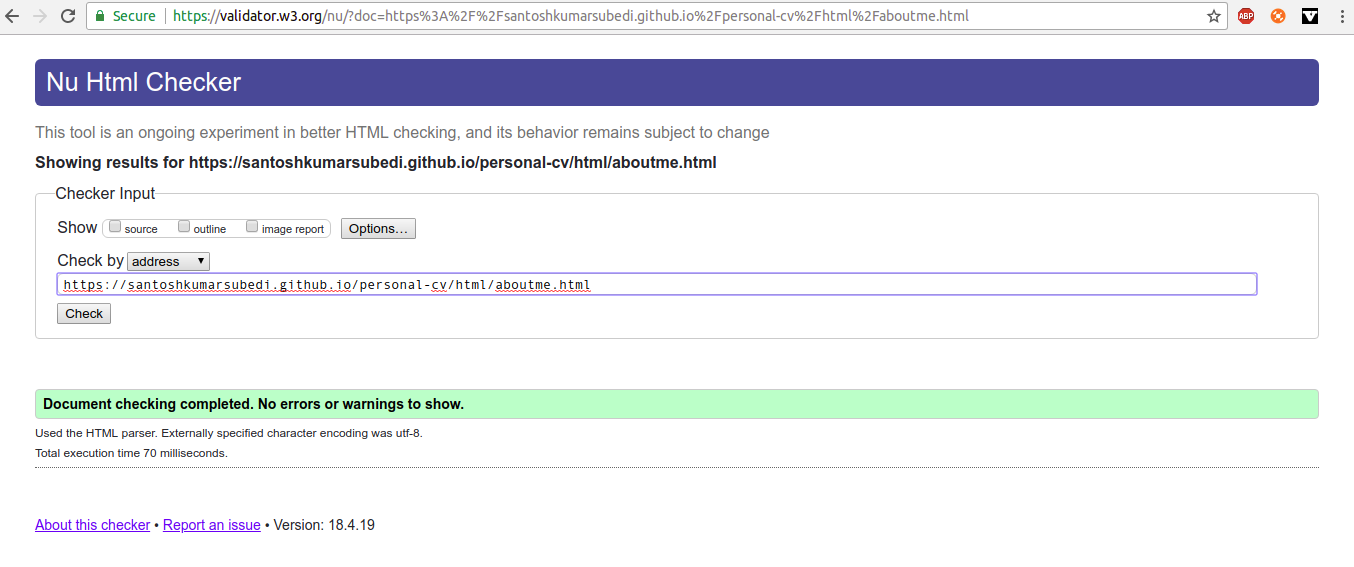 Secure https://validator.w3.org/nu/?doc=https%3A%2F%2Fsantoshkumarsubedi.github.io%2Fpersonal-cv%2Fhtml%2Faboutme.html ABP
Nu Html Checker
This tool is an ongoing experiment in better HTML checking, and its behavior remains subject to change
Showing results for https://santoshkumarsubedi.github.io/personal-cv/html/aboutme.html
Checker Input
Show source outline image report Options...
Check by address
https://santoshkumarsubedi.github.io/personal-cv/html/aboutme.html
Check
Document checking completed. No errors or warnings to show.
Used the HTML parser. Externally specified character encoding was utf-8.
Total execution time 70 milliseconds.
About this checker • Report an issue • Version: 18.4.19